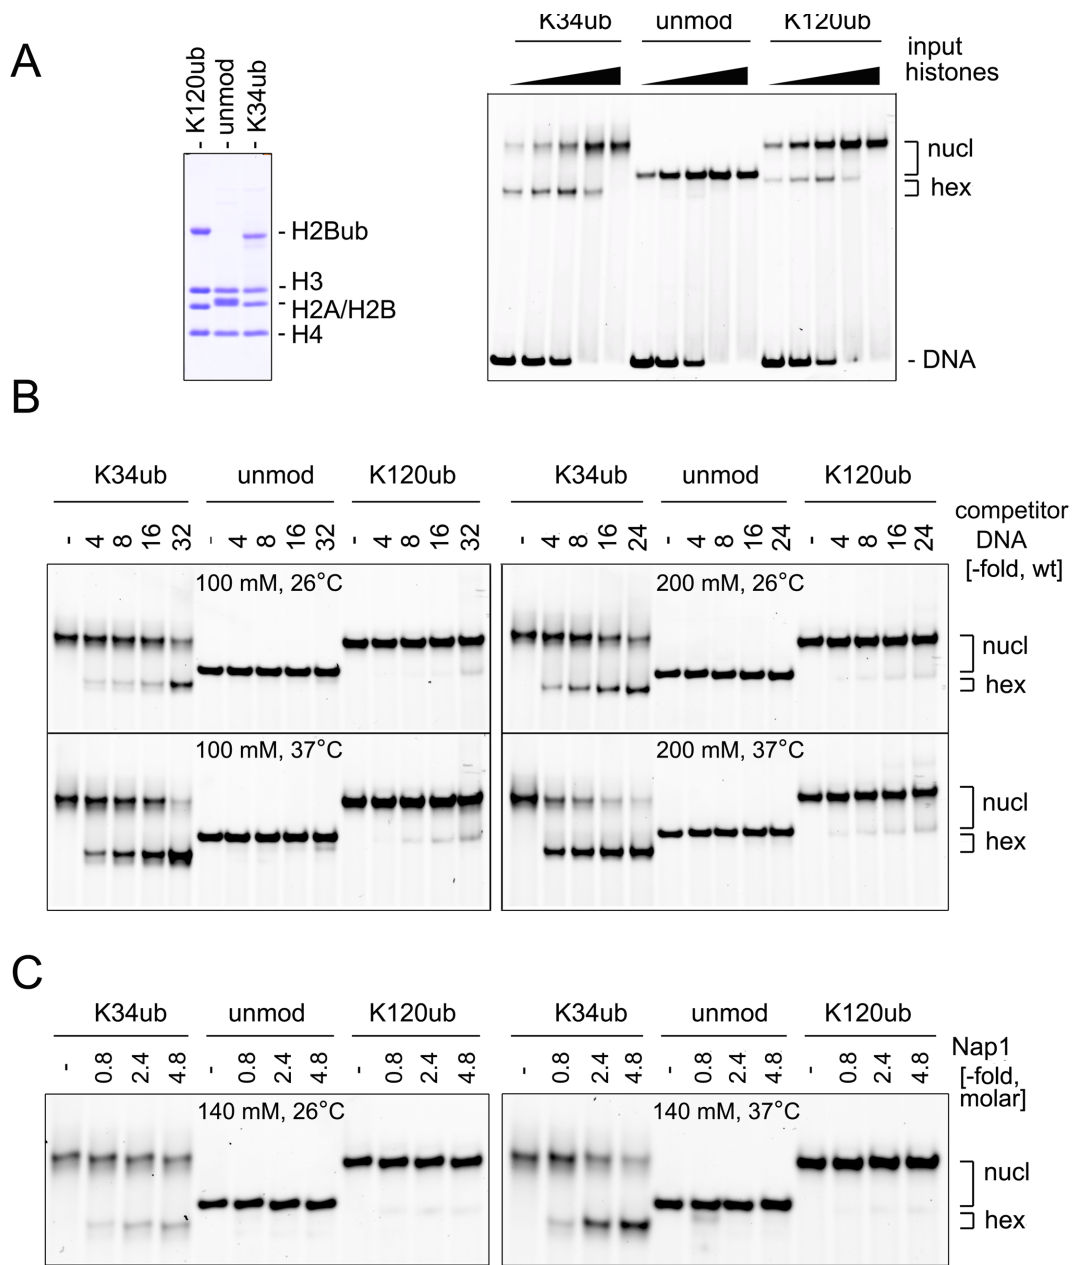 A
K120ub
unmod
K34ub
- - -
- H2Bub
- H3
- H2A/H2B
- H4
K34ub unmod K120ub
input
histones
nucl
hex
- DNA
B
K34ub unmod K120ub K34ub unmod K120ub
- 4 8 16 32 - 4 8 16 32 - 4 8 16 32 - 4 8 16 24 - 4 8 16 24 - 4 8 16 24
competitor
DNA
[-fold, wt]
100 mM, 26°C 200 mM, 26°C
nucl
hex
100 mM, 37°C 200 mM, 37°C
nucl
hex
C
K34ub unmod K120ub K34ub unmod K120ub
- 0.8 2.4 4.8 - 0.8 2.4 4.8 - 0.8 2.4 4.8 - 0.8 2.4 4.8 - 0.8 2.4 4.8 - 0.8 2.4 4.8
Nap1
[-fold,
molar]
140 mM, 26°C 140 mM, 37°C
nucl
hex